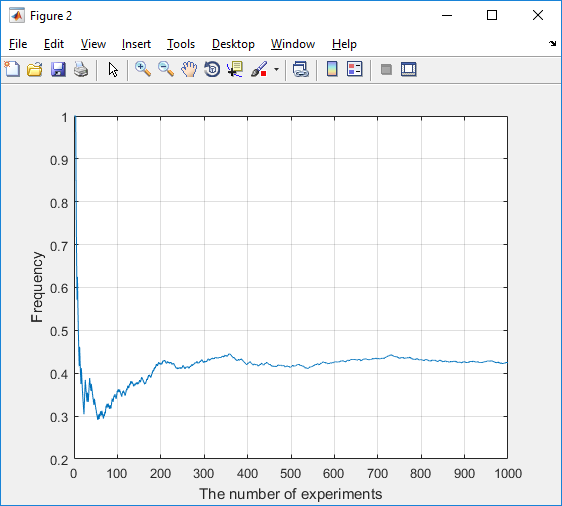 Figure 2
File Edit View Insert Tools Desktop Window Help
1
0.9
0.8
0.7
0.6
0.5
0.4
0.3
0.2
Frequency
0 100 200 300 400 500 600 700 800 900 1000
The number of experiments